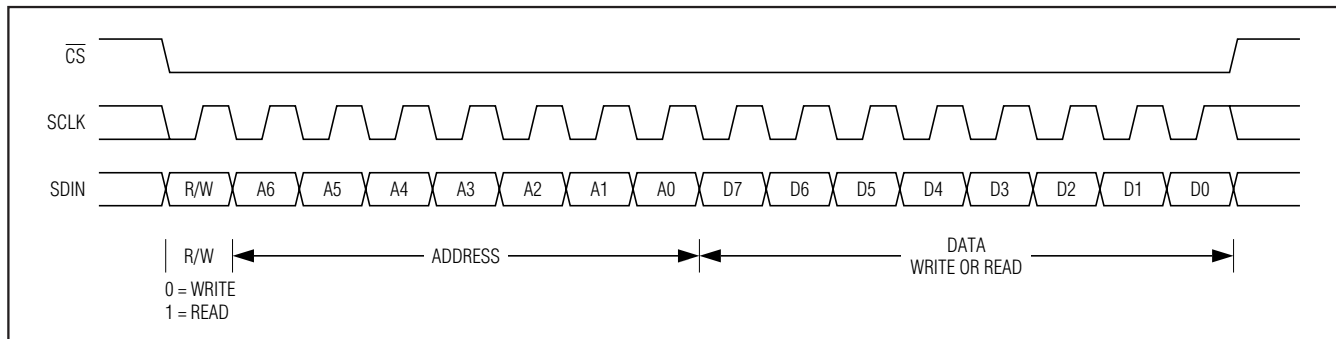 CS
SCLK
SDIN R/W A6 A5 A4 A3 A2 A1 A0 D7 D6 D5 D4 D3 D2 D1 D0
R/W ADDRESS DATA
WRITE OR READ
0 = WRITE
1 = READ